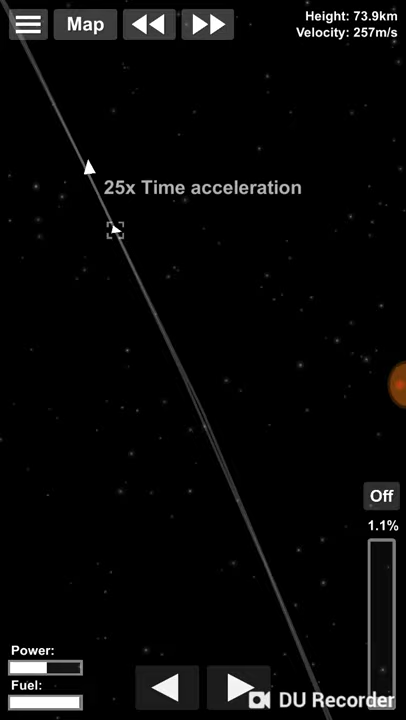 Map
Height: 73.9km
Velocity: 257m/s
25x Time acceleration
Off
1.1%
Power:
Fuel:
DU Recorder